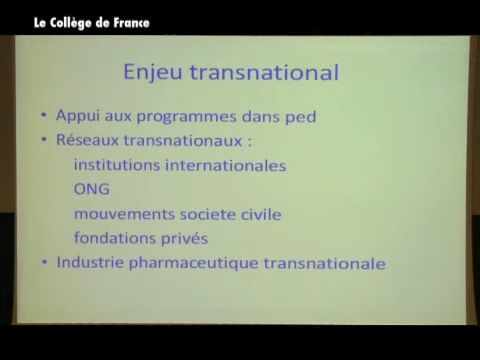 Le Collège de France
Enjeu transnational
• Appui aux programmes dans ped
• Réseaux transnationaux :
institutions internationales
ONG
mouvements societe civile
fondations privés
• Industrie pharmaceutique transnationale